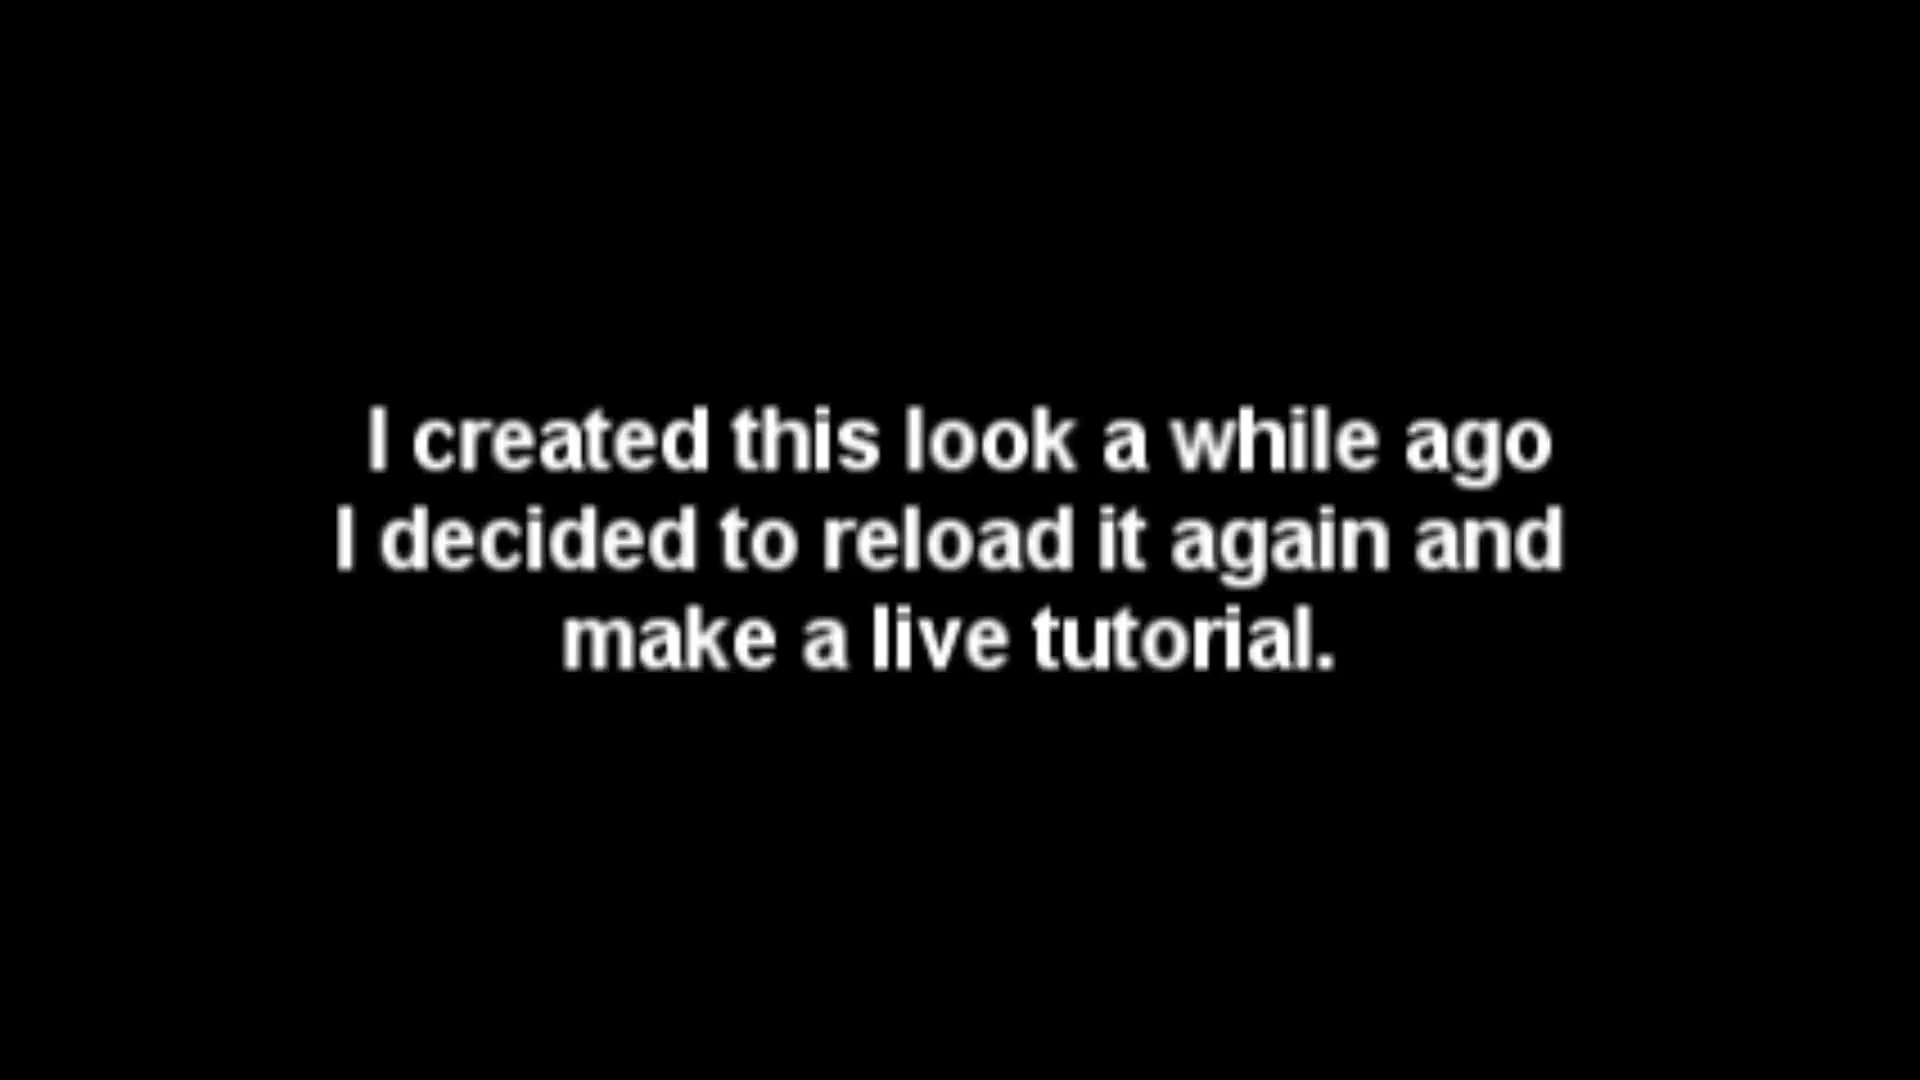 I created this look a while ago
I decided to reload it again and
make a live tutorial.